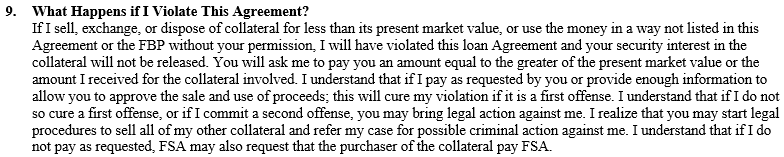 9. What Happens if I Violate This Agreement?
If I sell, exchange, or dispose of collateral for less than its present market value, or use the money in a way not listed in this
Agreement or the FBP without your permission, I will have violated this loan Agreement and your security interest in the
collateral will not be released. You will ask me to pay you an amount equal to the greater of the present market value or the
amount I received for the collateral involved. I understand that if I pay as requested by you or provide enough information to
allow you to approve the sale and use of proceeds; this will cure my violation if it is a first offense. I understand that if I do not
so cure a first offense, or if I commit a second offense, you may bring legal action against me. I realize that you may start legal
procedures to sell all of my other collateral and refer my case for possible criminal action against me. I understand that if I do
not pay as requested, FSA may also request that the purchaser of the collateral pay FSA.